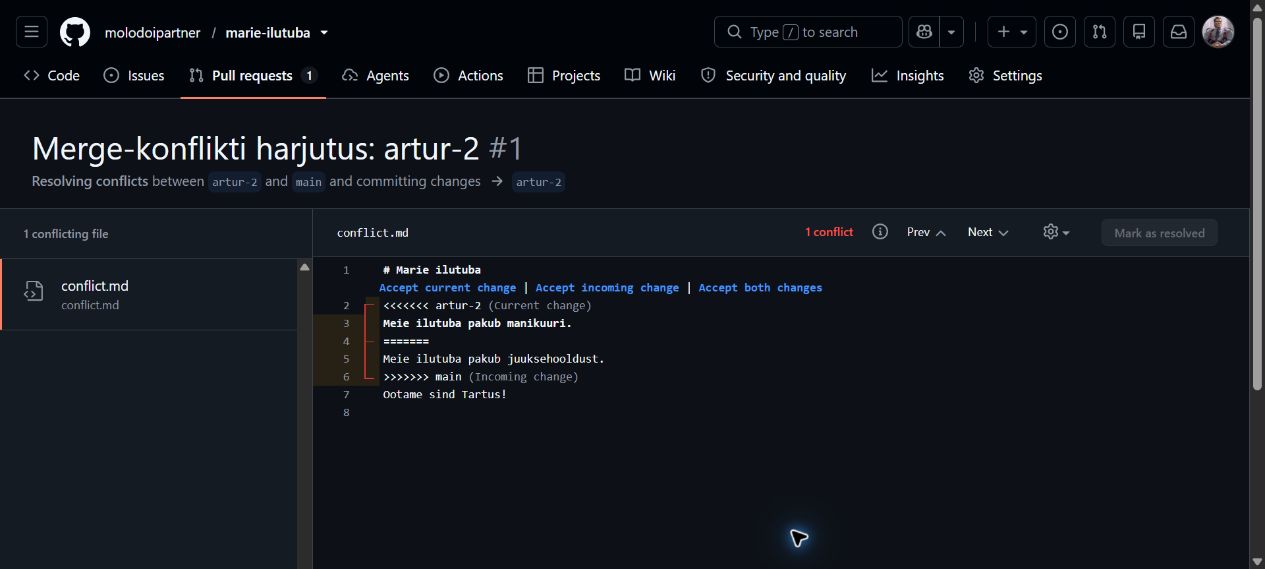 molodoipartner / marie-ilutuba
Type / to search
Code Issues Pull requests 1 Agents Actions Projects Wiki Security and quality Insights Settings
Merge-konflikti harjutus: artur-2 #1
Resolving conflicts between artur-2 and main and committing changes → artur-2
1 conflicting file
conflict.md
conflict.md
conflict.md 1 conflict Prev Next Mark as resolved
1 # Marie ilutuba
Accept current change | Accept incoming change | Accept both changes
2 <<<<<<< artur-2 (Current change)
3 Meie ilutuba pakub manikuuri.
4 =======
5 Meie ilutuba pakub juuksehooldust.
6 >>>>>>> main (Incoming change)
7 Ootame sind Tartus!
8